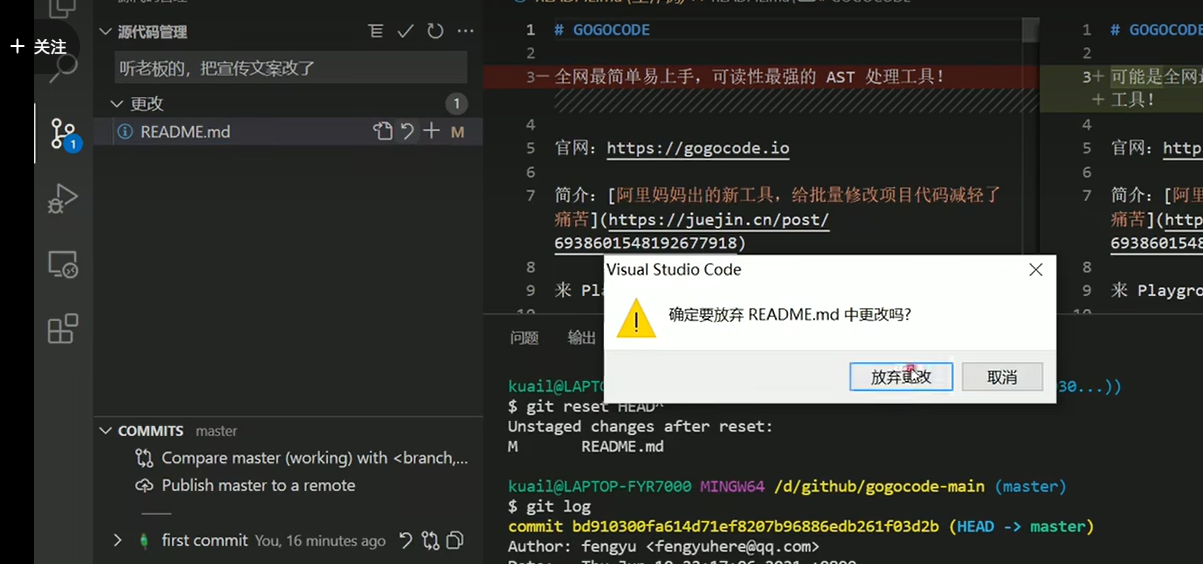 + 关注
源代码管理
听老板的，把宣传文案改了
更改
1
README.md
M
1
COMMITS master
Compare master (working) with <branch,...
Publish master to a remote
first commit You, 16 minutes ago
1 # GOGOCODE
2
3 全网最简单易上手，可读性最强的 AST 处理工具！
4
5 官网：https://gogocode.io
6
7 简介：[阿里妈妈出的新工具，给批量修改项目代码减轻了
痛苦](https://juejin.cn/post/
6938601548192677918)
8
9 来 Pl
1 # GOGOCODE
2
3+ 可能是全网
+ 工具！
4
5 官网：http
6
7 简介：[阿里
痛苦](http
693860154
8
9 来 Playgro
Visual Studio Code
确定要放弃 README.md 中更改吗?
放弃更改
取消
问题 输出
kuail@LAPTO
30...))
$ git reset HEAD^
Unstaged changes after reset:
M README.md
kuail@LAPTOP-FYR7000 MINGW64 /d/github/gogocode-main (master)
$ git log
commit bd910300fa614d71ef8207b96886edb261f03d2b (HEAD -> master)
Author: fengyu <fengyuhere@qq.com>